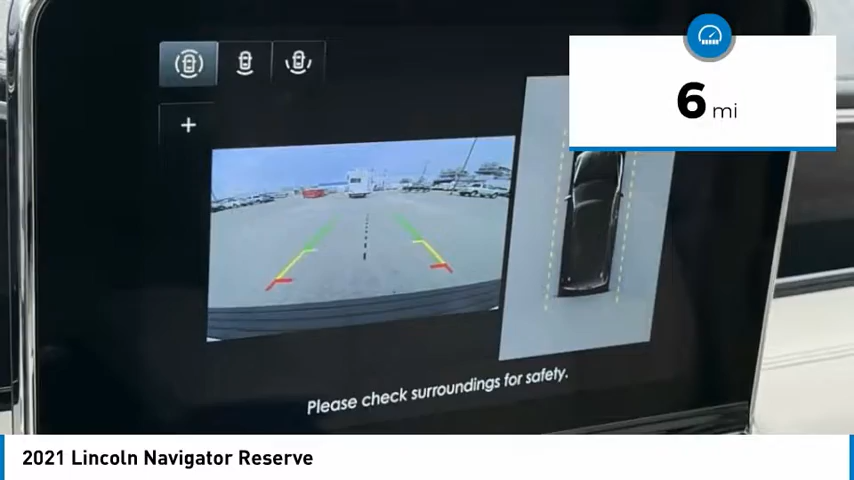 6 mi
Please check surroundings for safety.
2021 Lincoln Navigator Reserve